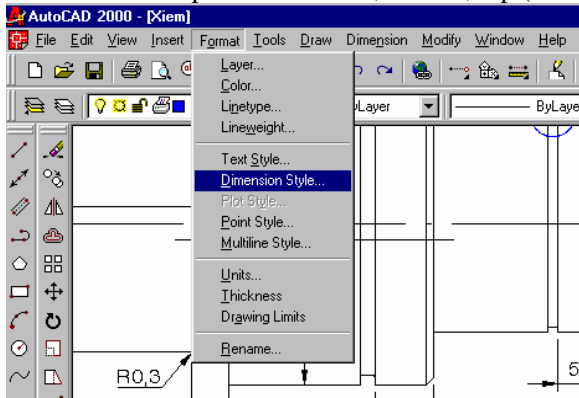 AutoCAD 2000 - [Xiem]
File Edit View Insert Format Tools Draw Dimension Modify Window Help
Layer...
Color...
Linetype...
Lineweight...
Text Style...
Dimension Style...
Plot Style...
Point Style...
Multiline Style...
Units...
Thickness
Drawing Limits
Rename...
ByLaye
R0,3
5